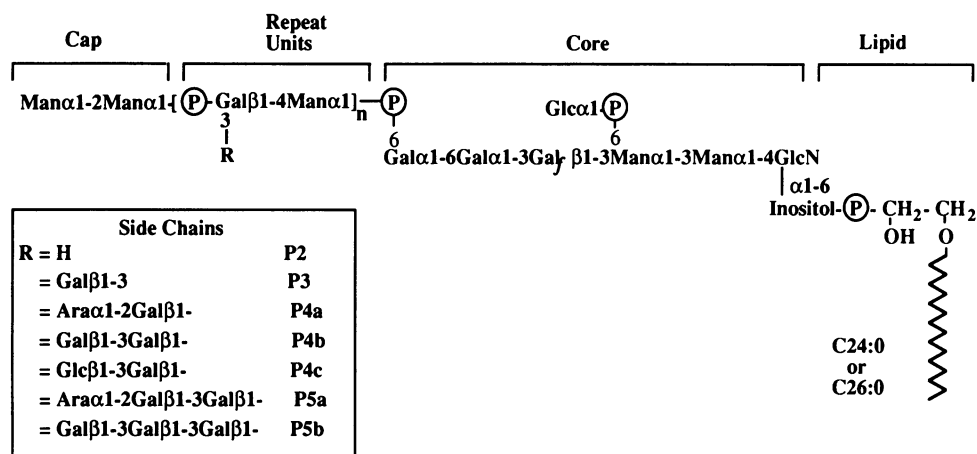 Cap
Repeat
Units
Core
Lipid
Manα1-2Manα1-[ P -Galβ1-4Manα1]n — P
Glcα1- P
3
R
6
6
Galα1-6Galα1-3Galf β1-3Manα1-3Manα1-4GlcN
α1-6
Inositol- P - CH2- CH2
OH O
Side Chains
R = H P2
= Galβ1-3 P3
= Araα1-2Galβ1- P4a
= Galβ1-3Galβ1- P4b
= Glcβ1-3Galβ1- P4c
= Araα1-2Galβ1-3Galβ1- P5a
= Galβ1-3Galβ1-3Galβ1- P5b
C24:0
or
C26:0